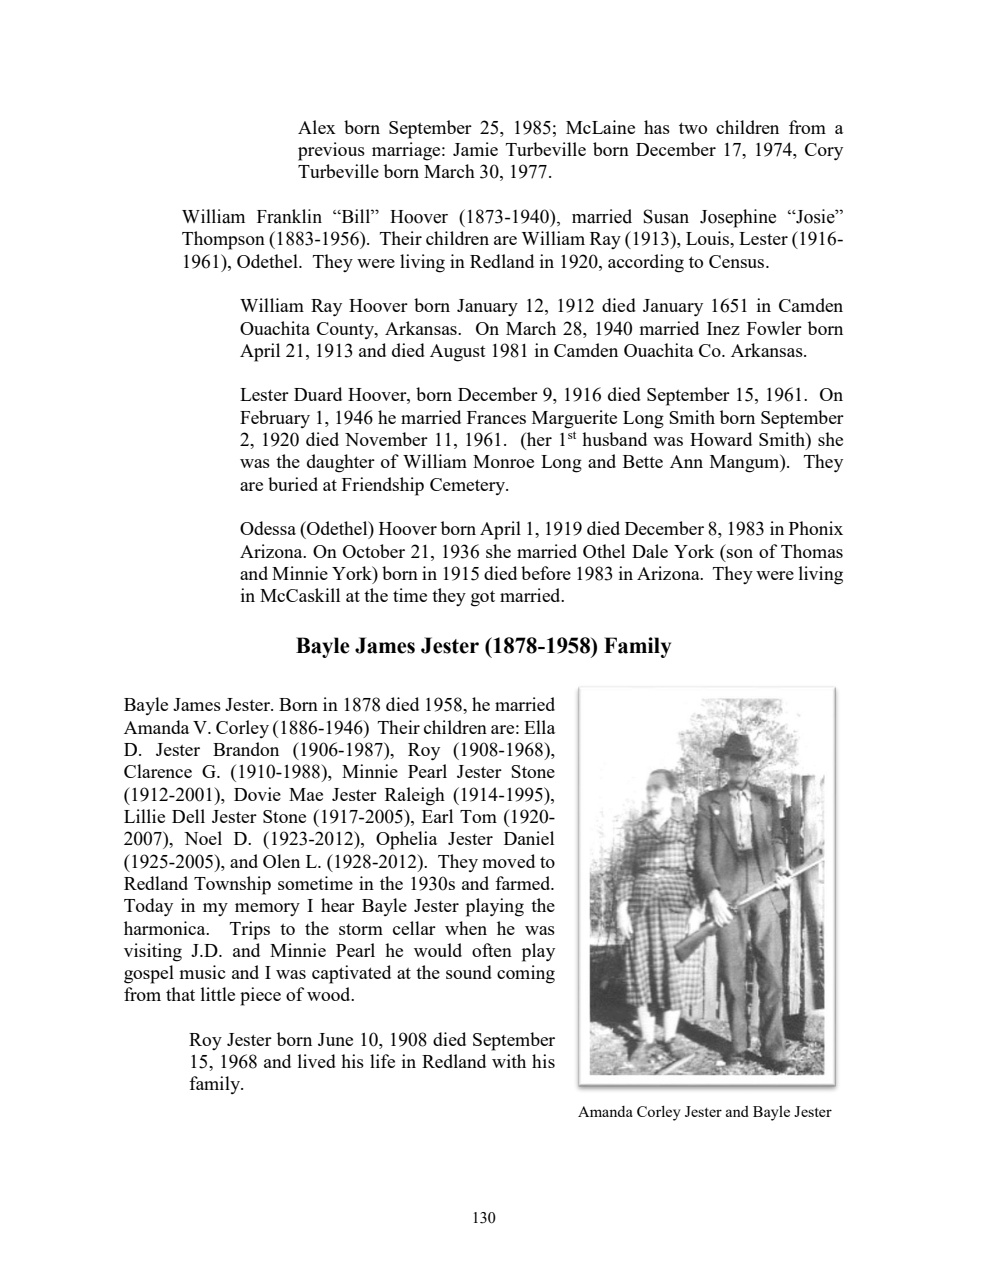 Alex born September 25, 1985; McLaine has two children from a
previous marriage: Jamie Turbeville born December 17, 1974, Cory
Turbeville born March 30, 1977.
William Franklin “Bill” Hoover (1873-1940), married Susan Josephine “Josie”
Thompson (1883-1956).  Their children are William Ray (1913), Louis, Lester (1916-
1961), Odethel.  They were living in Redland in 1920, according to Census.
William Ray Hoover born January 12, 1912 died January 1651 in Camden
Ouachita County, Arkansas.  On March 28, 1940 married Inez Fowler born
April 21, 1913 and died August 1981 in Camden Ouachita Co. Arkansas.
Lester Duard Hoover, born December 9, 1916 died September 15, 1961.  On
February 1, 1946 he married Frances Marguerite Long Smith born September
2, 1920 died November 11, 1961.  (her 1st husband was Howard Smith) she
was the daughter of William Monroe Long and Bette Ann Mangum).  They
are buried at Friendship Cemetery.
Odessa (Odethel) Hoover born April 1, 1919 died December 8, 1983 in Phonix
Arizona. On October 21, 1936 she married Othel Dale York (son of Thomas
and Minnie York) born in 1915 died before 1983 in Arizona.  They were living
in McCaskill at the time they got married.
Bayle James Jester (1878-1958) Family
Bayle James Jester. Born in 1878 died 1958, he married
Amanda V. Corley (1886-1946)  Their children are: Ella
D. Jester Brandon (1906-1987), Roy (1908-1968),
Clarence G. (1910-1988), Minnie Pearl Jester Stone
(1912-2001), Dovie Mae Jester Raleigh (1914-1995),
Lillie Dell Jester Stone (1917-2005), Earl Tom (1920-
2007), Noel D. (1923-2012), Ophelia Jester Daniel
(1925-2005), and Olen L. (1928-2012).  They moved to
Redland Township sometime in the 1930s and farmed.
Today in my memory I hear Bayle Jester playing the
harmonica.  Trips to the storm cellar when he was
visiting J.D. and Minnie Pearl he would often play
gospel music and I was captivated at the sound coming
from that little piece of wood.
Roy Jester born June 10, 1908 died September
15, 1968 and lived his life in Redland with his
family.
Amanda Corley Jester and Bayle Jester
130